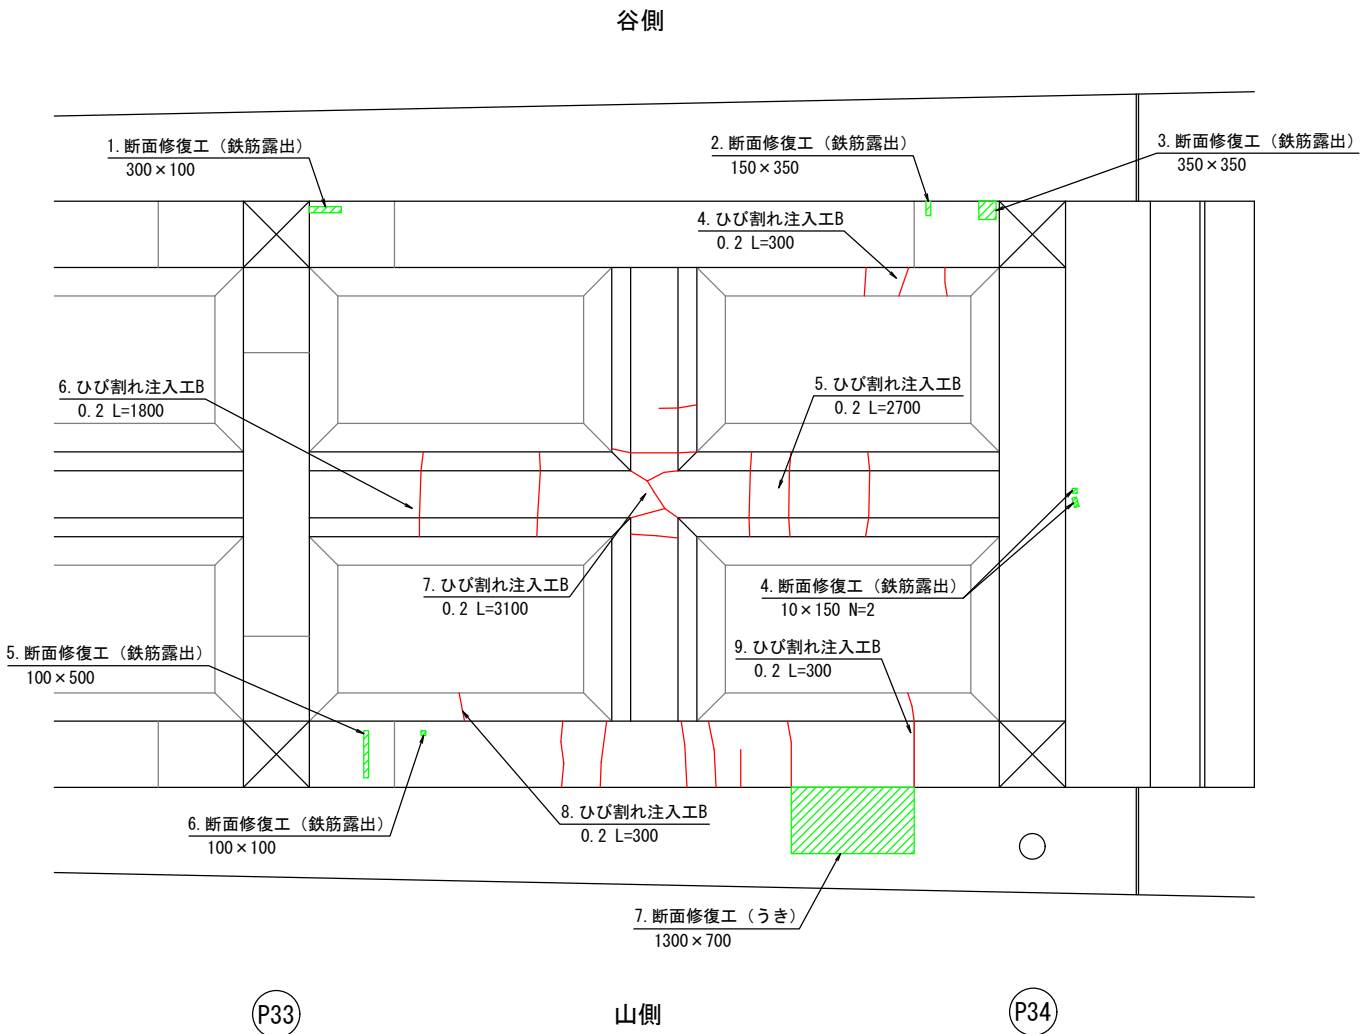 谷側
1.断面修復工（鉄筋露出）
300×100
2.断面修復工（鉄筋露出）
150×350
3.断面修復工（鉄筋露出）
350×350
4.ひび割れ注入工B
0.2 L=300
6.ひび割れ注入工B
0.2 L=1800
5.ひび割れ注入工B
0.2 L=2700
7.ひび割れ注入工B
0.2 L=3100
4.断面修復工（鉄筋露出）
10×150 N=2
5.断面修復工（鉄筋露出）
100×500
9.ひび割れ注入工B
0.2 L=300
6.断面修復工（鉄筋露出）
100×100
8.ひび割れ注入工B
0.2 L=300
7.断面修復工（うき）
1300×700
P33
山側
P34